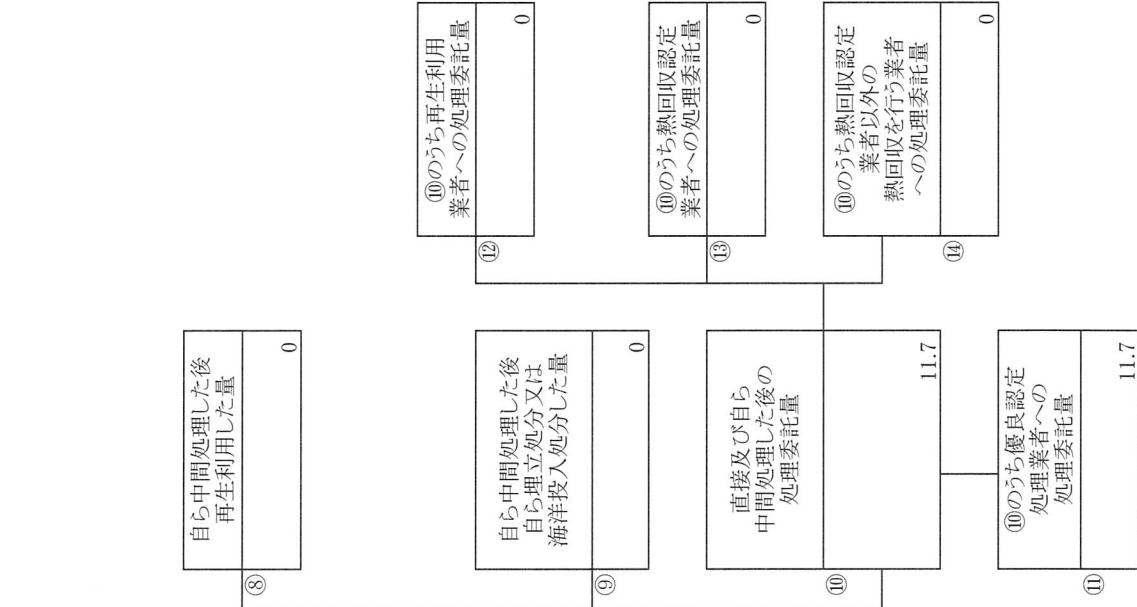 ⑧
自ら中間処理した後
再生利用した量
0
⑨
自ら中間処理した後
自ら埋立処分又は
海洋投入処分した量
0
⑩
直接及び自ら
中間処理した後の
処理委託量
11.7
⑪
⑩のうち優良認定
処理業者への
処理委託量
11.7
⑫
⑩のうち再生利用
業者への処理委託量
0
⑬
⑩のうち熱回収認定
業者への処理委託量
0
⑭
⑩のうち熱回収認定
業者以外の
熱回収を行う業者
への処理委託量
0